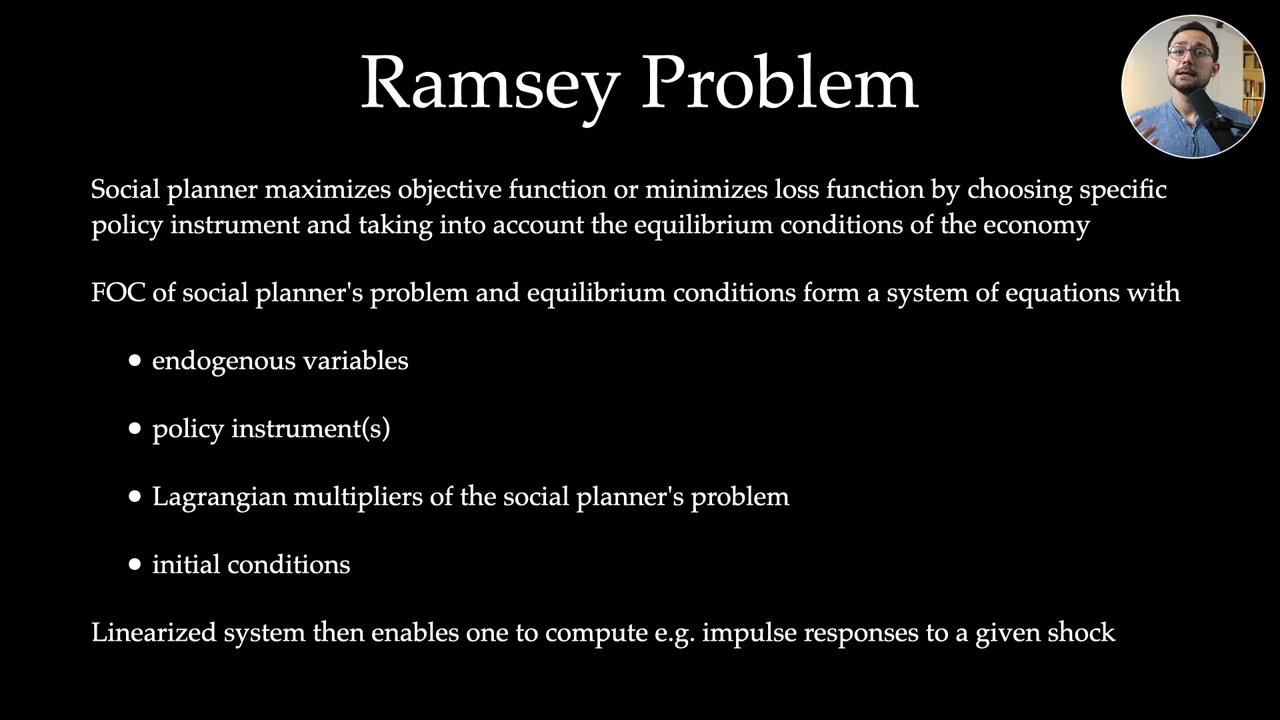 Ramsey Problem
Social planner maximizes objective function or minimizes loss function by choosing specific
policy instrument and taking into account the equilibrium conditions of the economy
FOC of social planner's problem and equilibrium conditions form a system of equations with
• endogenous variables
• policy instrument(s)
• Lagrangian multipliers of the social planner's problem
• initial conditions
Linearized system then enables one to compute e.g. impulse responses to a given shock